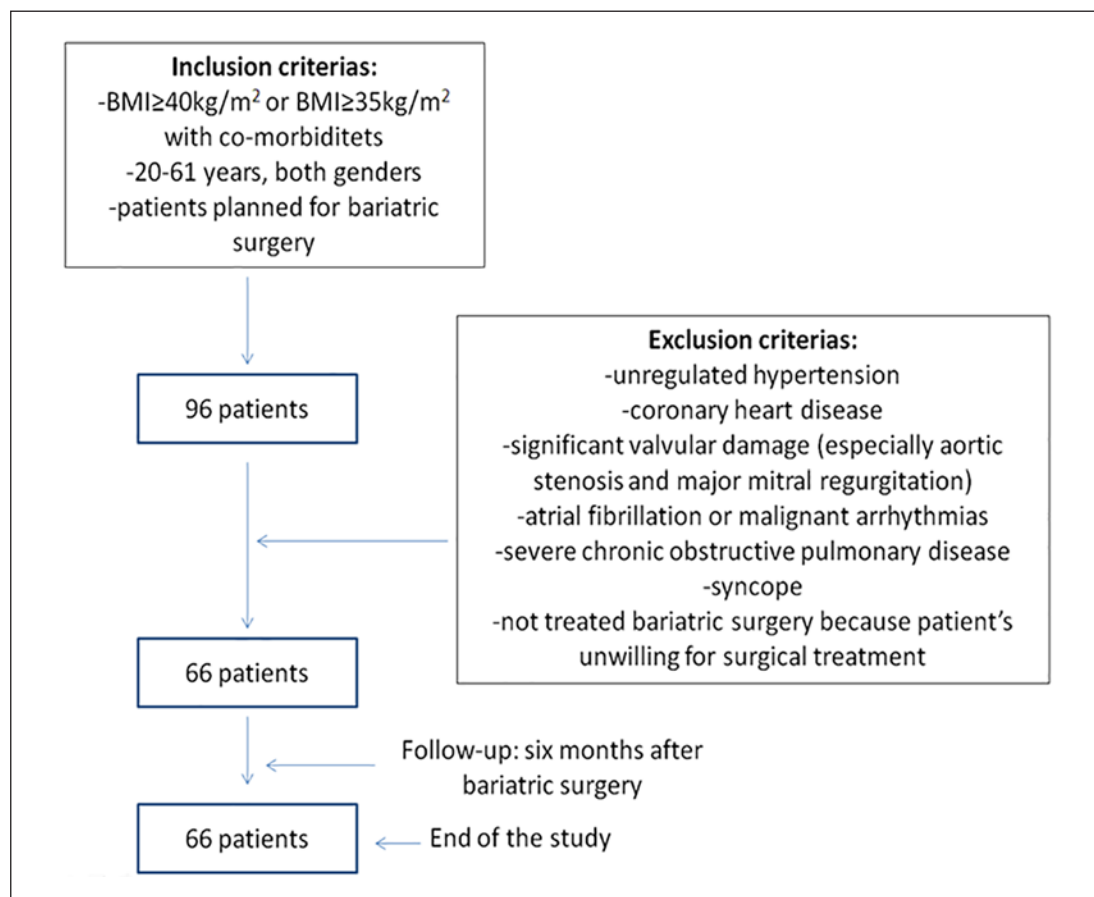 Inclusion criterias:
-BMI≥40kg/m² or BMI≥35kg/m²
with co-morbiditets
-20-61 years, both genders
-patients planned for bariatric
surgery
96 patients
Exclusion criterias:
-unregulated hypertension
-coronary heart disease
-significant valvular damage (especially aortic
stenosis and major mitral regurgitation)
-atrial fibrillation or malignant arrhythmias
-severe chronic obstructive pulmonary disease
-syncope
-not treated bariatric surgery because patient's
unwilling for surgical treatment
66 patients
Follow-up: six months after
bariatric surgery
66 patients
End of the study